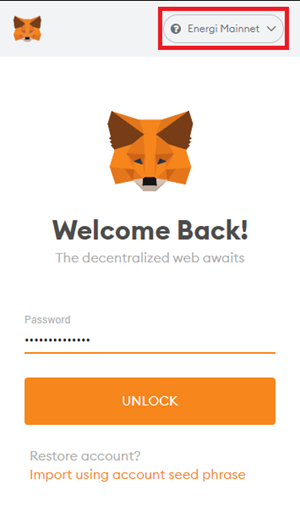 Energi Mainnet
Welcome Back!
The decentralized web awaits
Password
••••••••••••••
UNLOCK
Restore account?
Import using account seed phrase